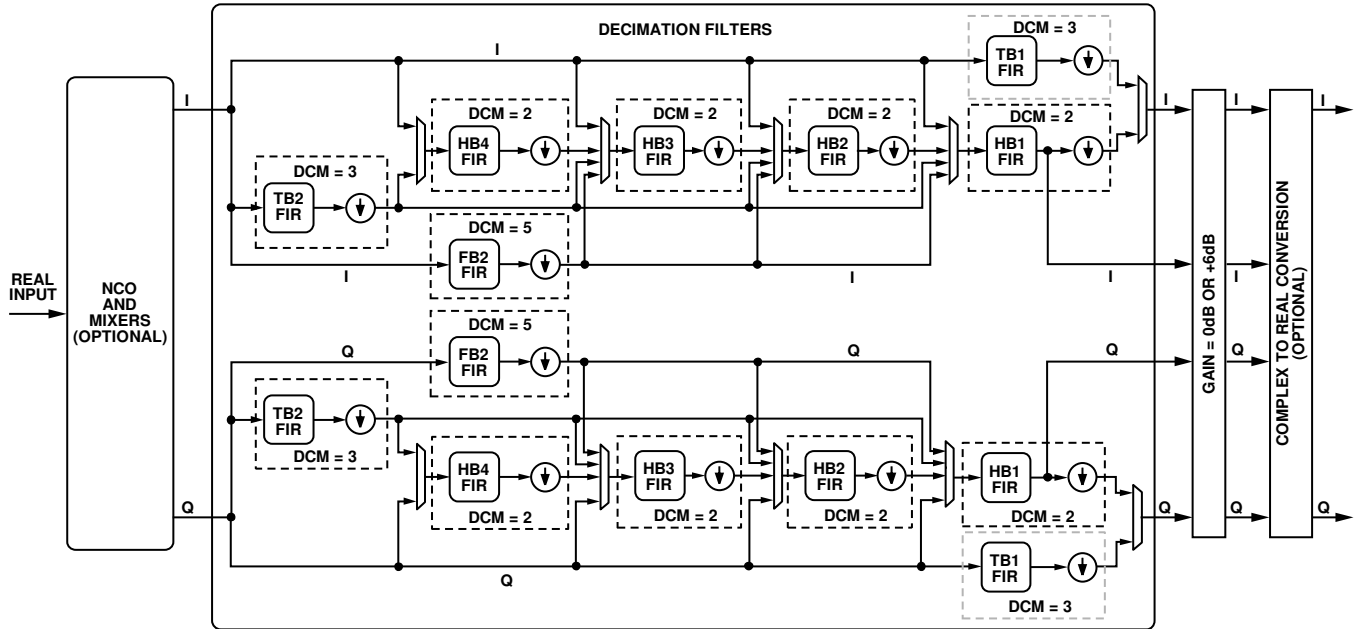 DECIMATION FILTERS
I
DCM = 3
TB1
FIR
I
I
I
I
DCM = 2
HB4
FIR
DCM = 2
HB3
FIR
DCM = 2
HB2
FIR
DCM = 2
HB1
FIR
DCM = 3
TB2
FIR
DCM = 5
FB2
FIR
I
I
I
I
I
REAL
INPUT
NCO
AND
MIXERS
(OPTIONAL)
DCM = 5
FB2
FIR
Q
Q
Q
Q
Q
TB2
FIR
DCM = 3
HB4
FIR
DCM = 2
HB3
FIR
DCM = 2
HB2
FIR
DCM = 2
HB1
FIR
DCM = 2
Q
Q
Q
Q
Q
TB1
FIR
DCM = 3
GAIN = 0dB OR +6dB
COMPLEX TO REAL CONVERSION
(OPTIONAL)